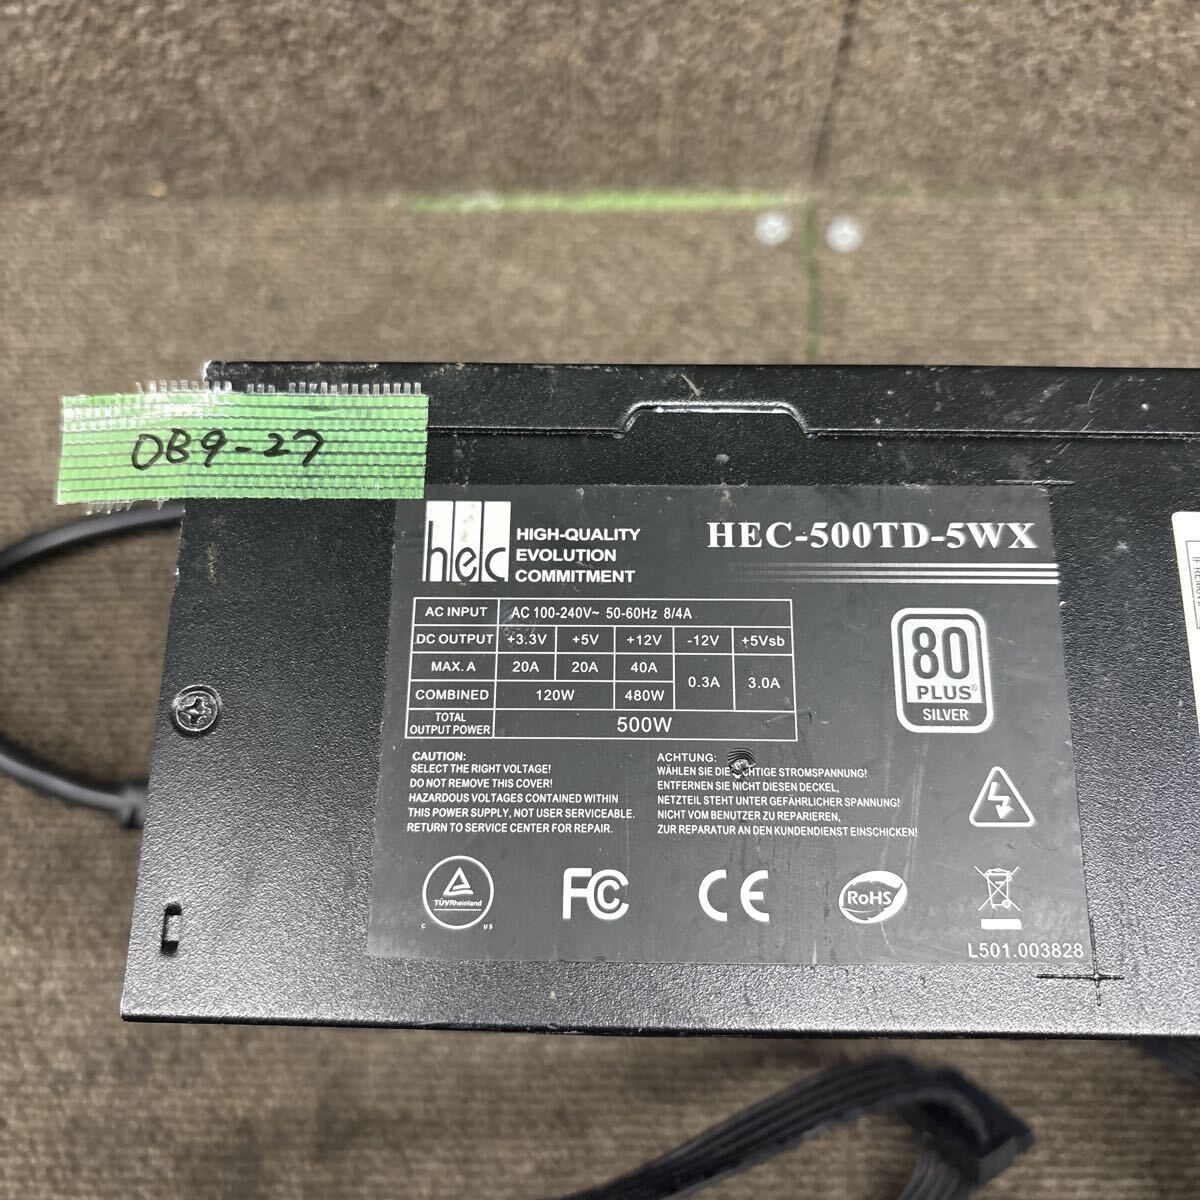 DB9-27
hec
HIGH-QUALITY
EVOLUTION
COMMITMENT
HEC-500TD-5WX
AC INPUT AC 100-240V~ 50-60Hz 8/4A
DC OUTPUT +3.3V +5V +12V -12V +5Vsb
MAX. A 20A 20A 40A 0.3A 3.0A
COMBINED 120W 480W
TOTAL
OUTPUT POWER 500W
80
PLUS®
SILVER
CAUTION:
SELECT THE RIGHT VOLTAGE!
DO NOT REMOVE THIS COVER!
HAZARDOUS VOLTAGES CONTAINED WITHIN
THIS POWER SUPPLY, NOT USER SERVICEABLE.
RETURN TO SERVICE CENTER FOR REPAIR.
ACHTUNG:
WÄHLEN SIE DIE STROMSPANNUNG!
ENTFERNEN SIE NICHT DIESEN DECKEL,
NETZTEIL STEHT UNTER GEFÄHRLICHER SPANNUNG!
NICHT VOM BENUTZER ZU REPARIEREN,
ZUR REPARATUR AN DEN KUNDENDIENST EINSCHICKEN!
TÜVRheinland
C US
FC
CE
RoHS
L501.003828